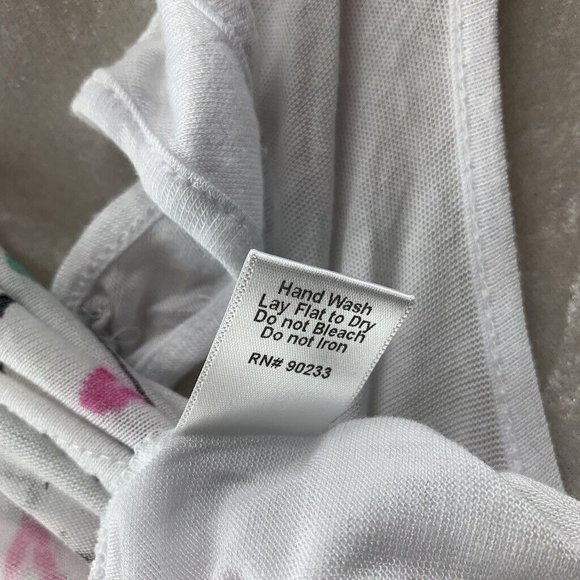 Hand Wash
Lay Flat to Dry
Do not Bleach
Do not Iron
RN# 90233